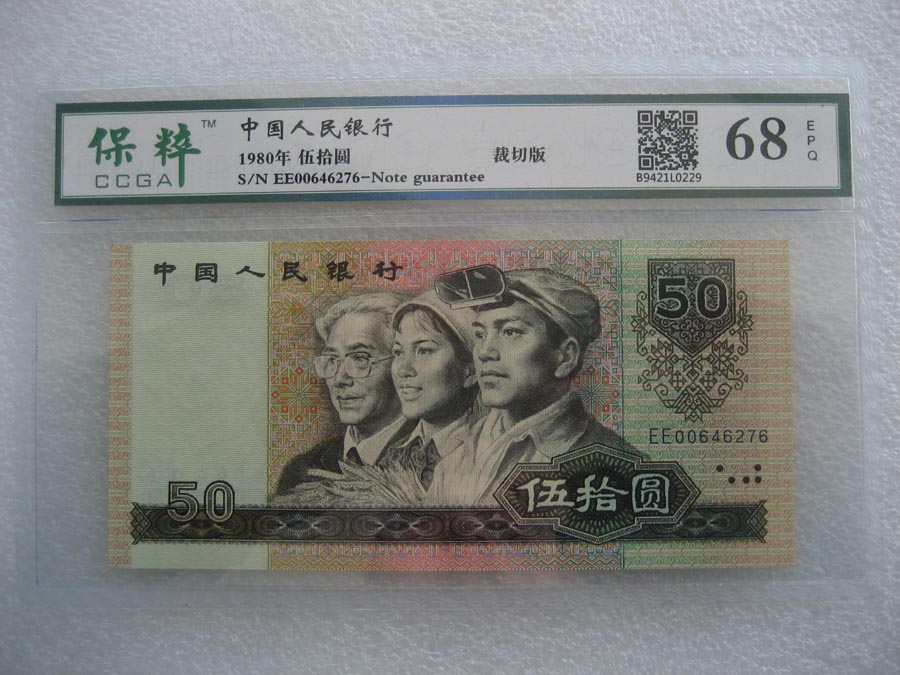 保粹™
CCGA
中国人民银行
1980年 伍拾圆
裁切版
S/N EE00646276-Note guarantee
B9421L0229
68
EPQ
中国人民银行
50
EE00646276
50
伍拾圆